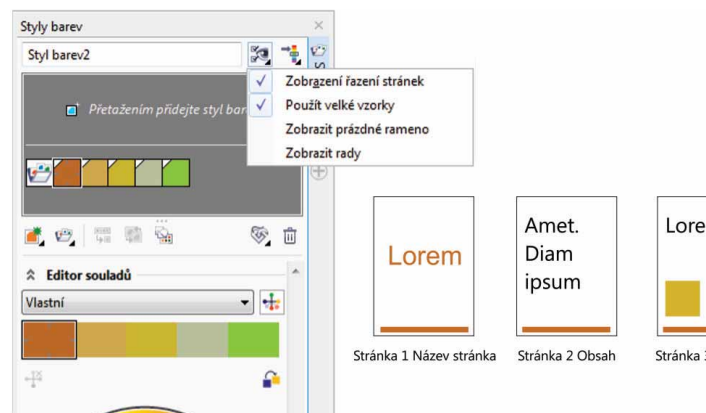 Styly barev
Styl barev2
Zobrazení řazení stránek
Použít velké vzorky
Zobrazit prázdné rameno
Zobrazit rady
Přetažením přidejte styl bar
Editor souladů
Vlastní
Lorem
Amet.
Diam
ipsum
Lore
Stránka 1 Název stránka
Stránka 2 Obsah
Stránka 3